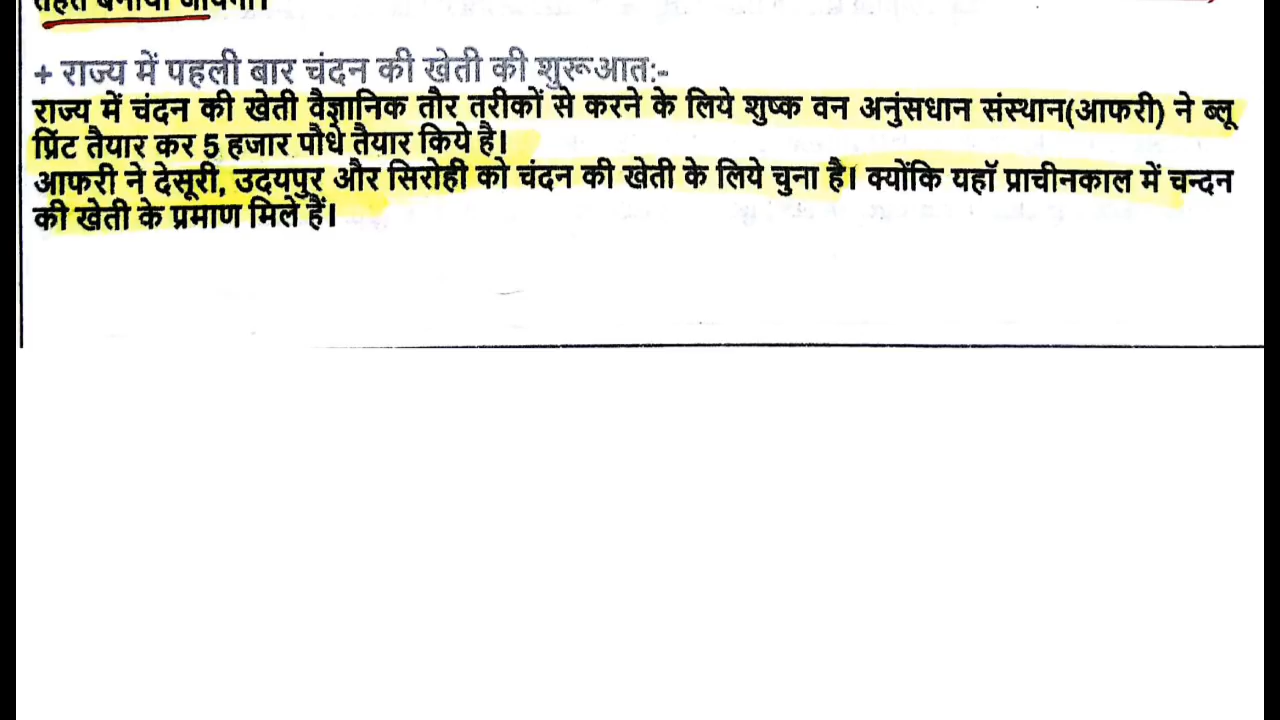 + राज्य में पहली बार चंदन की खेती की शुरूआत:-
राज्य में चंदन की खेती वैज्ञानिक तौर तरीकों से करने के लिये शुष्क वन अनुंसधान संस्थान(आफरी) ने ब्लू
प्रिंट तैयार कर 5 हजार पौधे तैयार किये है।
आफरी ने देसूरी, उदयपुर और सिरोही को चंदन की खेती के लिये चुना है। क्योंकि यहॉ प्राचीनकाल में चन्दन
की खेती के प्रमाण मिले हैं।